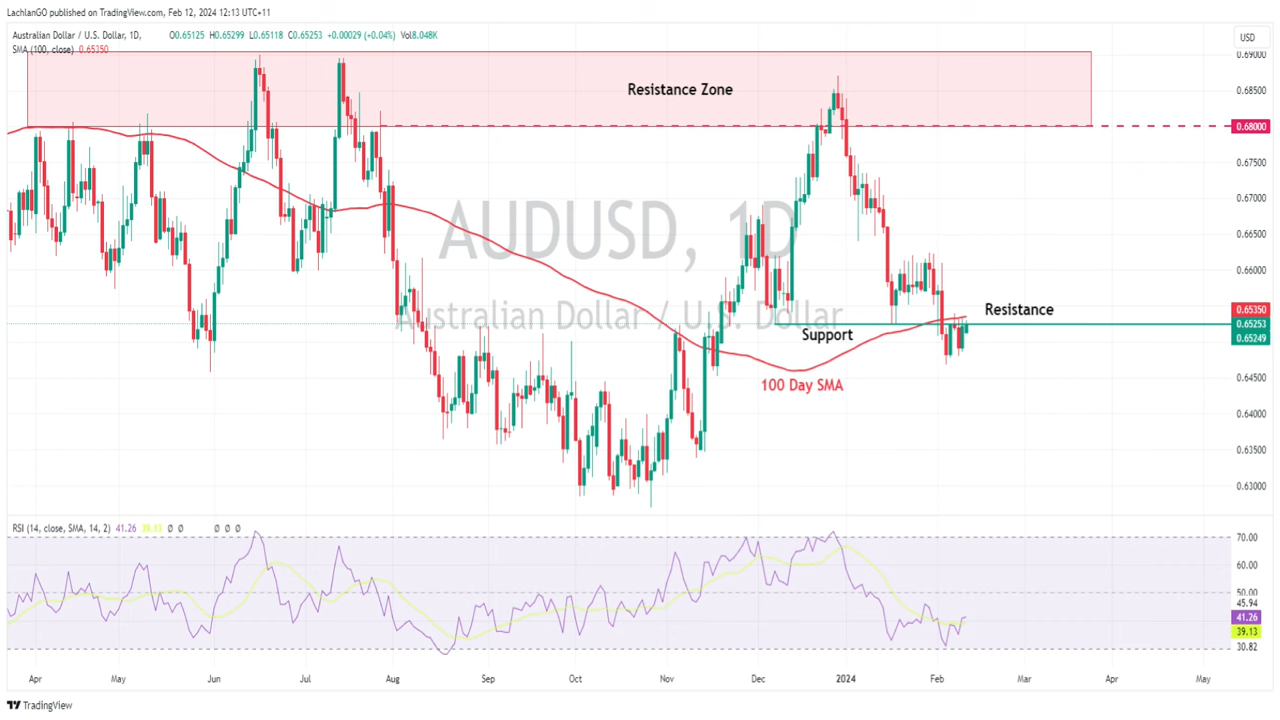 LachlanGO published on TradingView.com, Feb 12, 2024 12:13 UTC+11
Australian Dollar / U.S. Dollar, 1D, O0.65125 H0.65299 L0.65118 C0.65253 +0.00029 (+0.04%) Vol8.048K
SMA (100, close) 0.65350
USD
0.69000
Resistance Zone
0.68500
0.68000
0.67500
0.67000
AUDUSD, 1D
0.66500
0.66000
Australian Dollar / U.S. Dollar
Resistance
0.65350
0.65253
Support
0.65249
100 Day SMA
0.64500
0.64000
0.63500
0.63000
RSI (14, close, SMA, 14, 2) 41.26 39.13 Ø Ø Ø Ø Ø
70.00
60.00
50.00
45.94
41.26
39.13
30.82
Apr May Jun Jul Aug Sep Oct Nov Dec 2024 Feb Mar Apr May
TradingView